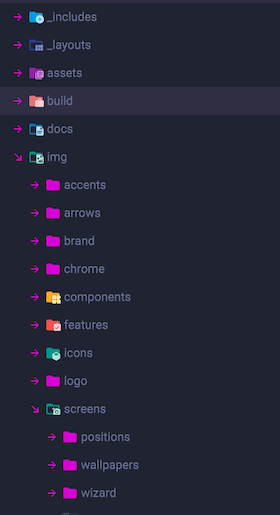 _includes
_layouts
assets
build
docs
img
accents
arrows
brand
chrome
components
features
icons
logo
screens
positions
wallpapers
wizard